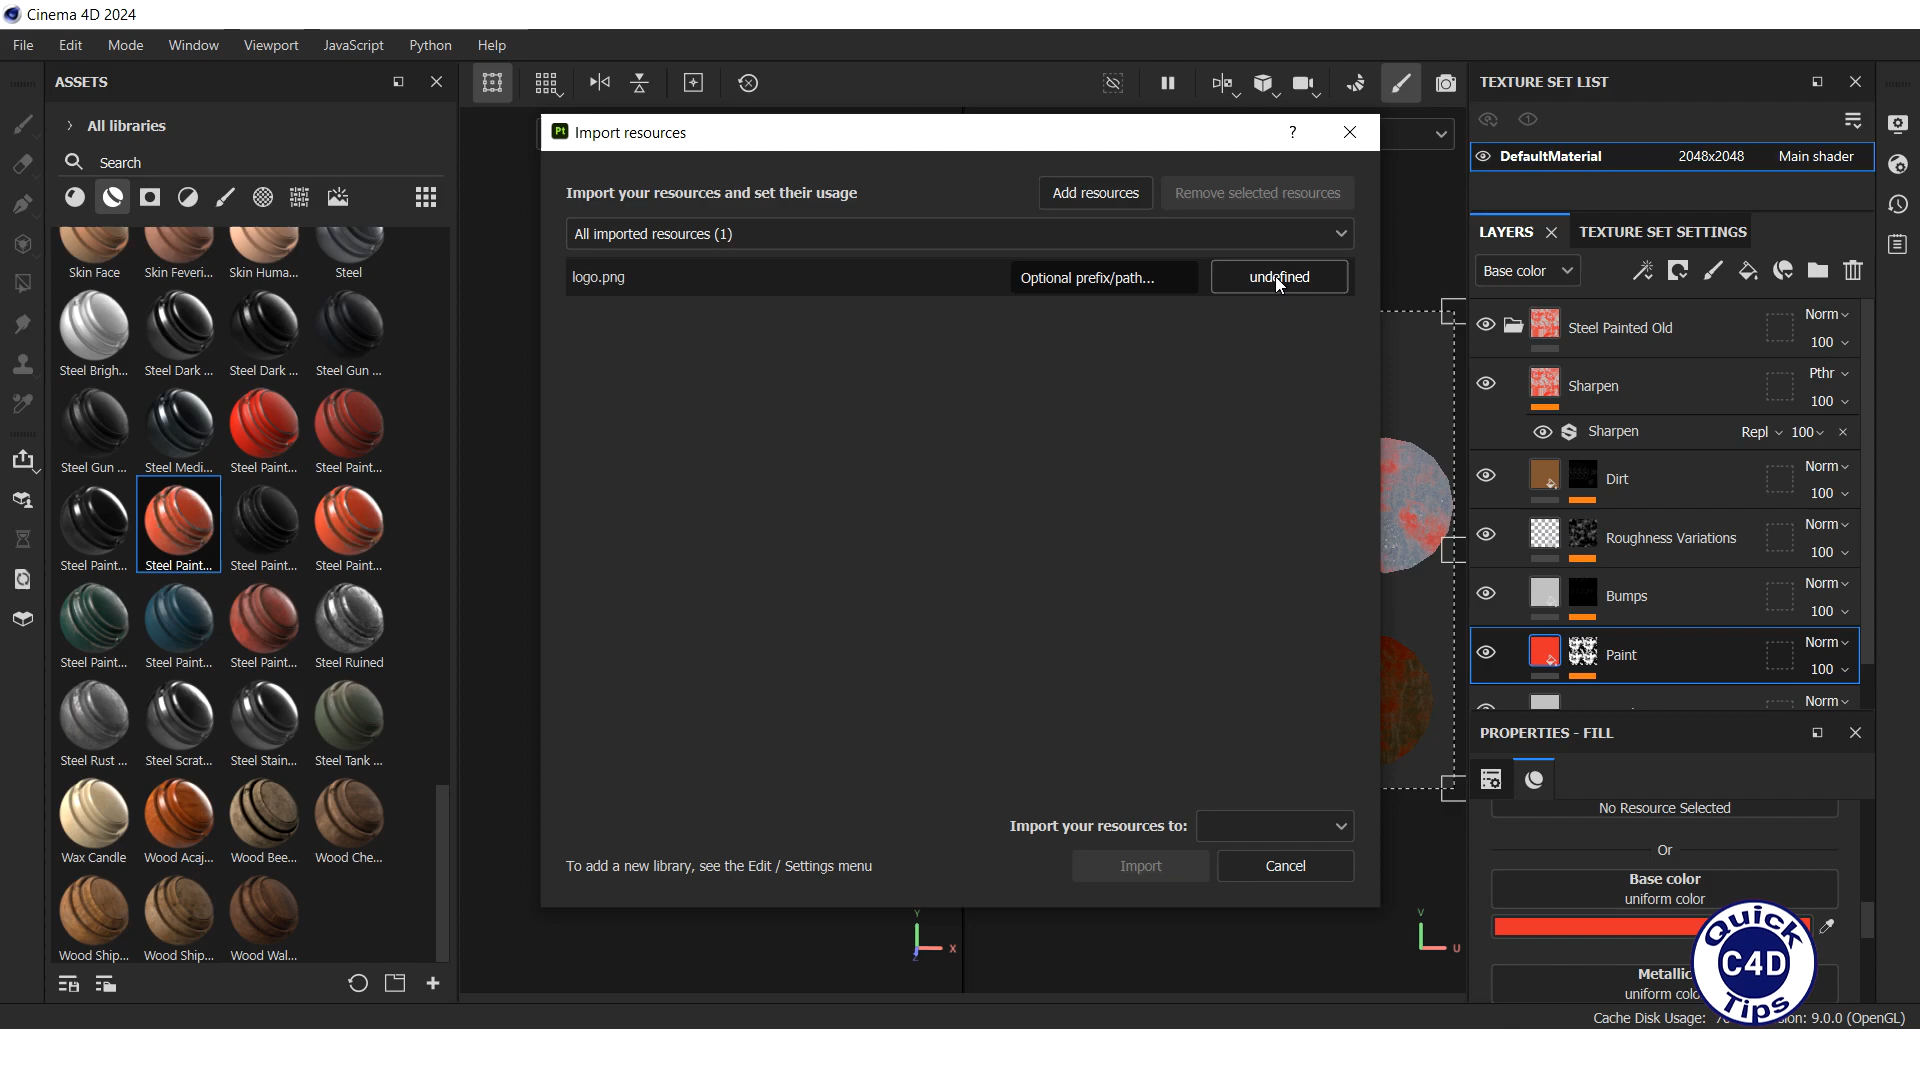 Cinema 4D 2024
File Edit Mode Window Viewport JavaScript Python Help
ASSETS
All libraries
Search
Skin Face Skin Feveri... Skin Huma... Steel
Steel Brigh... Steel Dark ... Steel Dark ... Steel Gun ...
Steel Gun ... Steel Medi... Steel Paint... Steel Paint...
Steel Paint... Steel Paint... Steel Paint... Steel Paint...
Steel Paint... Steel Paint... Steel Paint... Steel Ruined
Steel Rust ... Steel Scrat... Steel Stain... Steel Tank ...
Wax Candle Wood Acaj... Wood Bee... Wood Che...
Wood Ship... Wood Ship... Wood Wal...
Pt Import resources ?
Import your resources and set their usage Add resources Remove selected resources
All imported resources (1)
logo.png Optional prefix/path... undefined
Import your resources to:
To add a new library, see the Edit / Settings menu Import Cancel
Y
X
Z
V
U
TEXTURE SET LIST
DefaultMaterial 2048x2048 Main shader
LAYERS TEXTURE SET SETTINGS
Base color
Steel Painted Old Norm
100
Sharpen Pthr
100
Sharpen Repl 100
Dirt Norm
100
Roughness Variations Norm
100
Bumps Norm
100
Paint Norm
100
Norm
PROPERTIES - FILL
No Resource Selected
Or
Base color
uniform color
Metallic
uniform colo
Quick
C4D
Tips
Cache Disk Usage: ion: 9.0.0 (OpenGL)